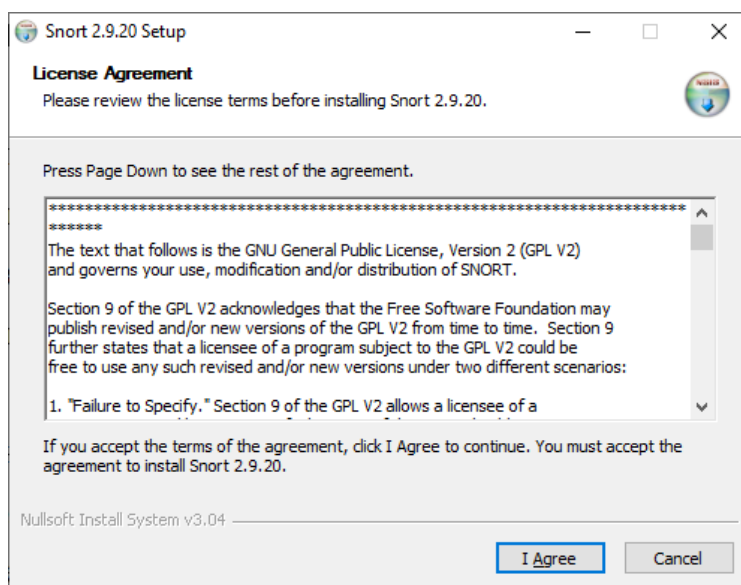 Snort 2.9.20 Setup
License Agreement
Please review the license terms before installing Snort 2.9.20.
Press Page Down to see the rest of the agreement.
***********************************************************************
******
The text that follows is the GNU General Public License, Version 2 (GPL V2)
and governs your use, modification and/or distribution of SNORT.
Section 9 of the GPL V2 acknowledges that the Free Software Foundation may
publish revised and/or new versions of the GPL V2 from time to time.  Section 9
further states that a licensee of a program subject to the GPL V2 could be
free to use any such revised and/or new versions under two different scenarios:
1. "Failure to Specify." Section 9 of the GPL V2 allows a licensee of a
If you accept the terms of the agreement, click I Agree to continue. You must accept the
agreement to install Snort 2.9.20.
Nullsoft Install System v3.04
I Agree
Cancel